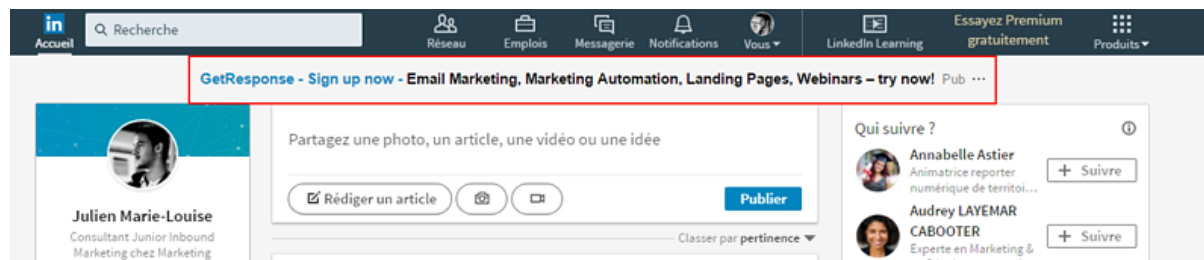 in
Accueil
Recherche
Réseau
Emplois
Messagerie
Notifications
Vous
LinkedIn Learning
Essayez Premium
gratuitement
Produits
GetResponse - Sign up now - Email Marketing, Marketing Automation, Landing Pages, Webinars – try now! Pub ···
Julien Marie-Louise
Consultant Junior Inbound
Marketing chez Marketing
Partagez une photo, un article, une vidéo ou une idée
Rédiger un article
Publier
Classer par pertinence
Qui suivre ?
Annabelle Astier
Animatrice reporter
numérique de territoi...
+ Suivre
Audrey LAYEMAR
CABOOTER
Experte en Marketing &
+ Suivre